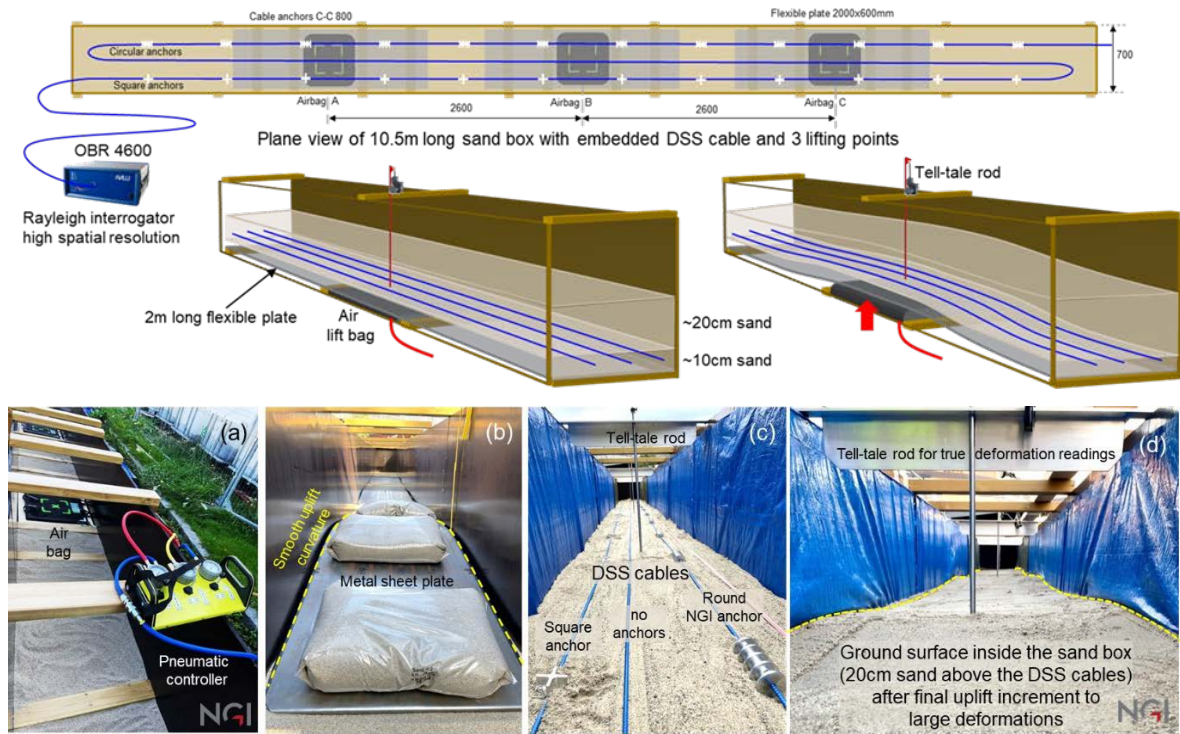 Cable anchors C-C 800
Flexible plate 2000x600mm
Circular anchors
Square anchors
700
Airbag A
Airbag B
Airbag C
2600
2600
Plane view of 10.5m long sand box with embedded DSS cable and 3 lifting points
OBR 4600
Rayleigh interrogator
high spatial resolution
Tell-tale rod
2m long flexible plate
Air
lift bag
~20cm sand
~10cm sand
(a)
Air
bag
Pneumatic
controller
NGI
(b)
Smooth uplift
curvature
Metal sheet plate
(c)
Tell-tale rod
DSS cables
Square
anchor
no
anchors
Round
NGI anchor
(d)
Tell-tale rod for true deformation readings
Ground surface inside the sand box
(20cm sand above the DSS cables)
after final uplift increment to
large deformations
NGI